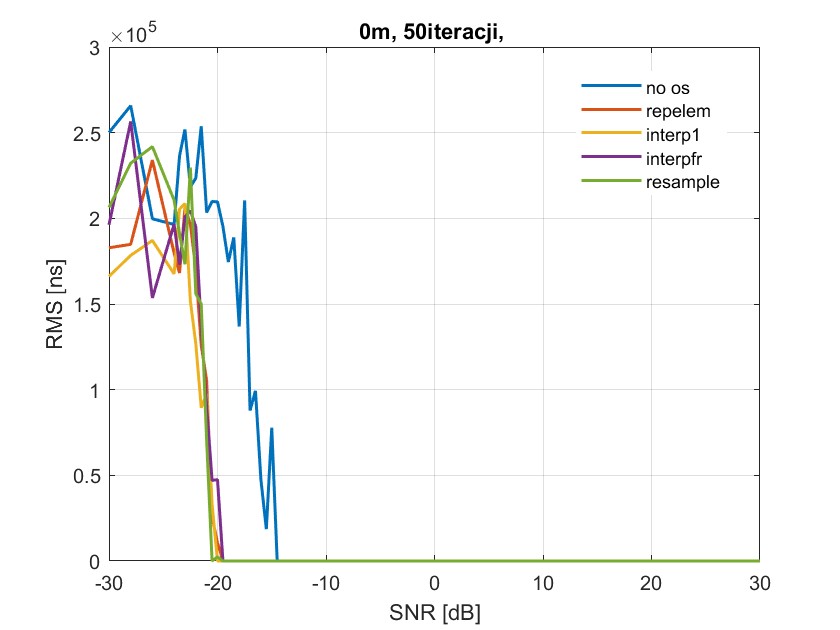 0m, 50iteracji,
×10^5
3
2.5
2
1.5
1
0.5
0
RMS [ns]
-30
-20
-10
0
10
20
30
SNR [dB]
no os
repelem
interp1
interpfr
resample